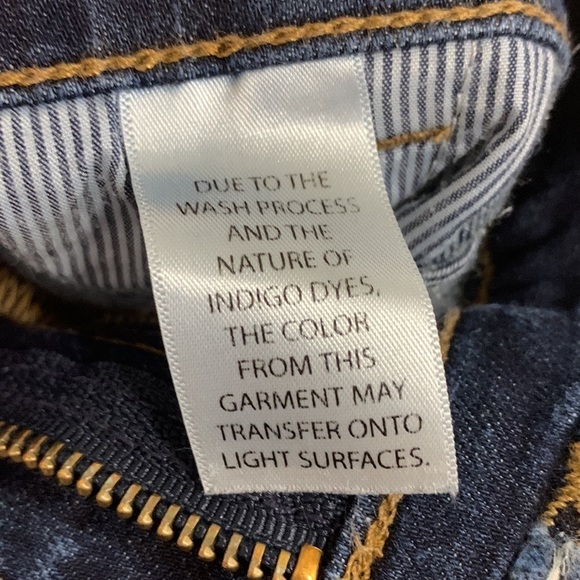 DUE TO THE
WASH PROCESS
AND THE
NATURE OF
INDIGO DYES,
THE COLOR
FROM THIS
GARMENT MAY
TRANSFER ONTO
LIGHT SURFACES.